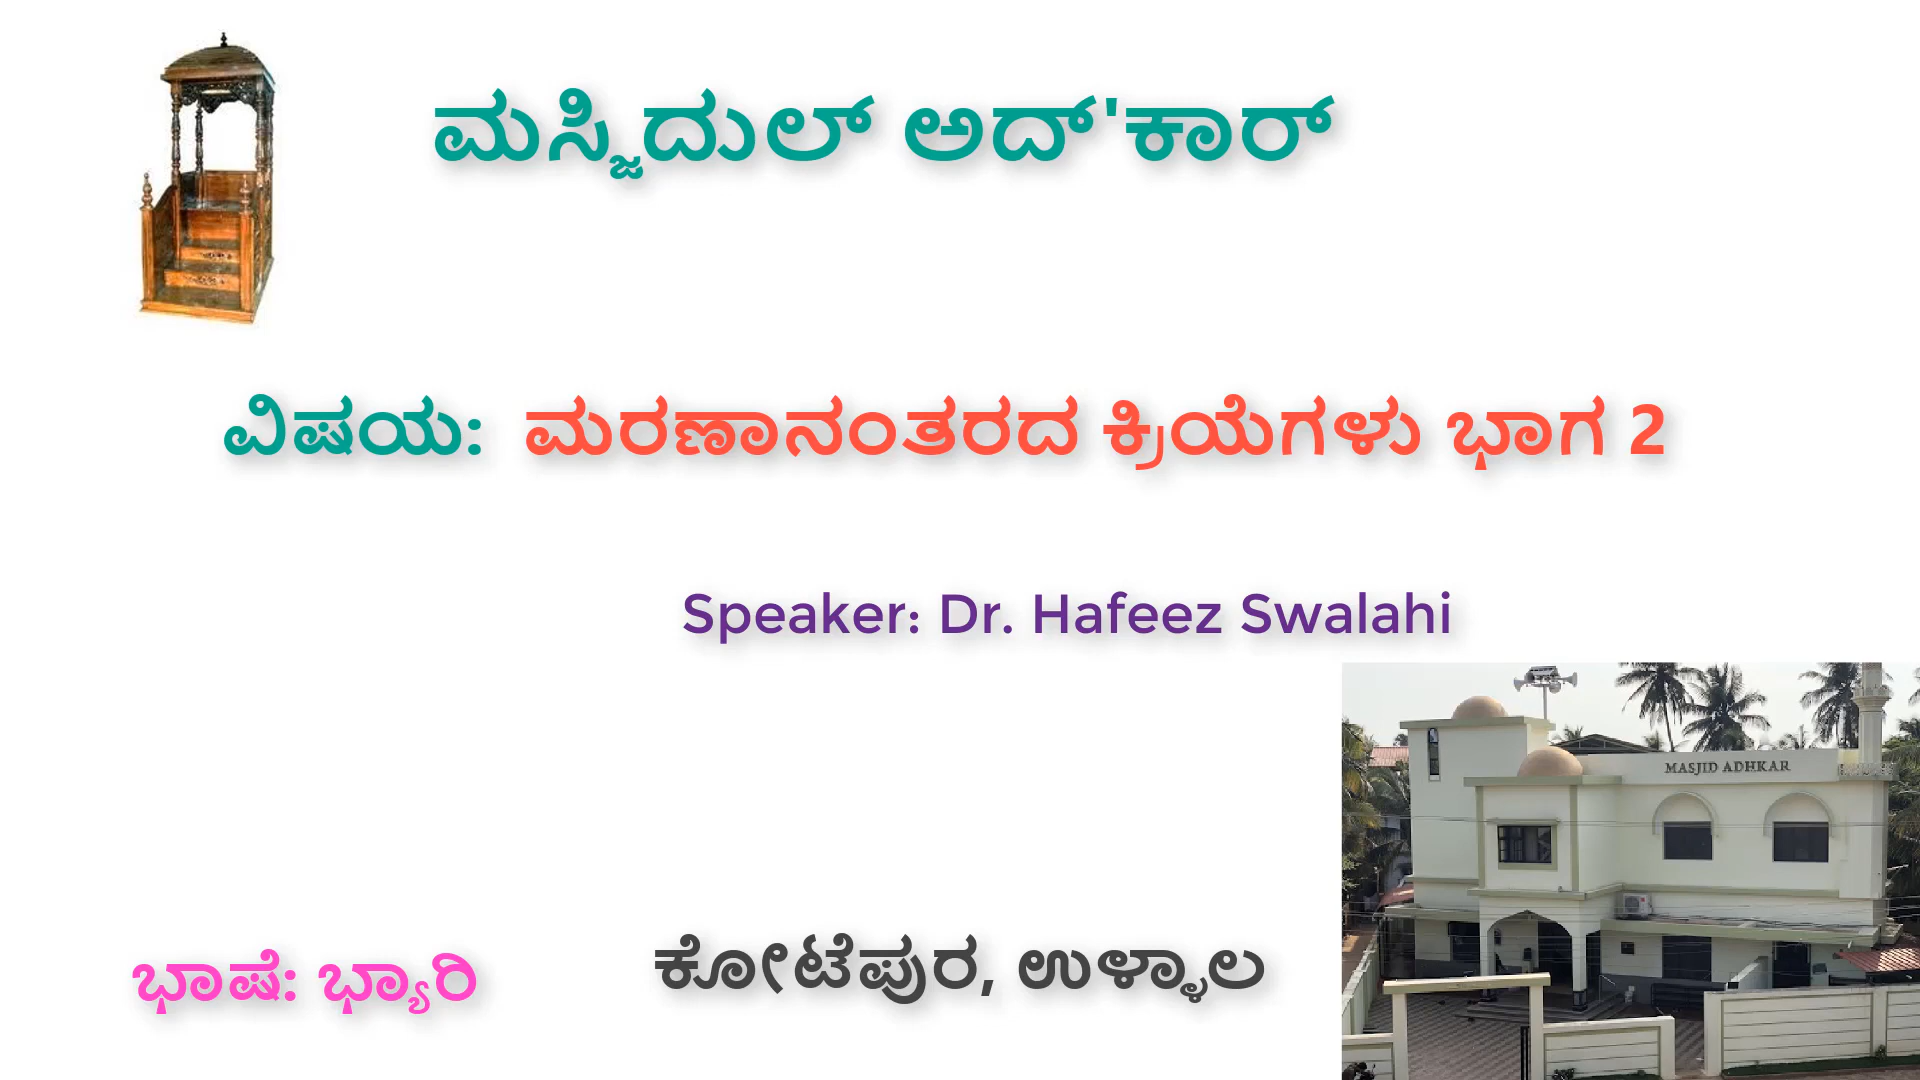 ಮಸ್ಜಿದುಲ್ ಅದ್'ಕಾರ್
ವಿಷಯ: ಮರಣಾನಂತರದ ಕ್ರಿಯೆಗಳು ಭಾಗ 2
Speaker: Dr. Hafeez Swalahi
MASJID ADHKAR
ಭಾಷೆ: ಭ್ಯಾರಿ
ಕೋಟೆಪುರ, ಉಳ್ಳಾಲ